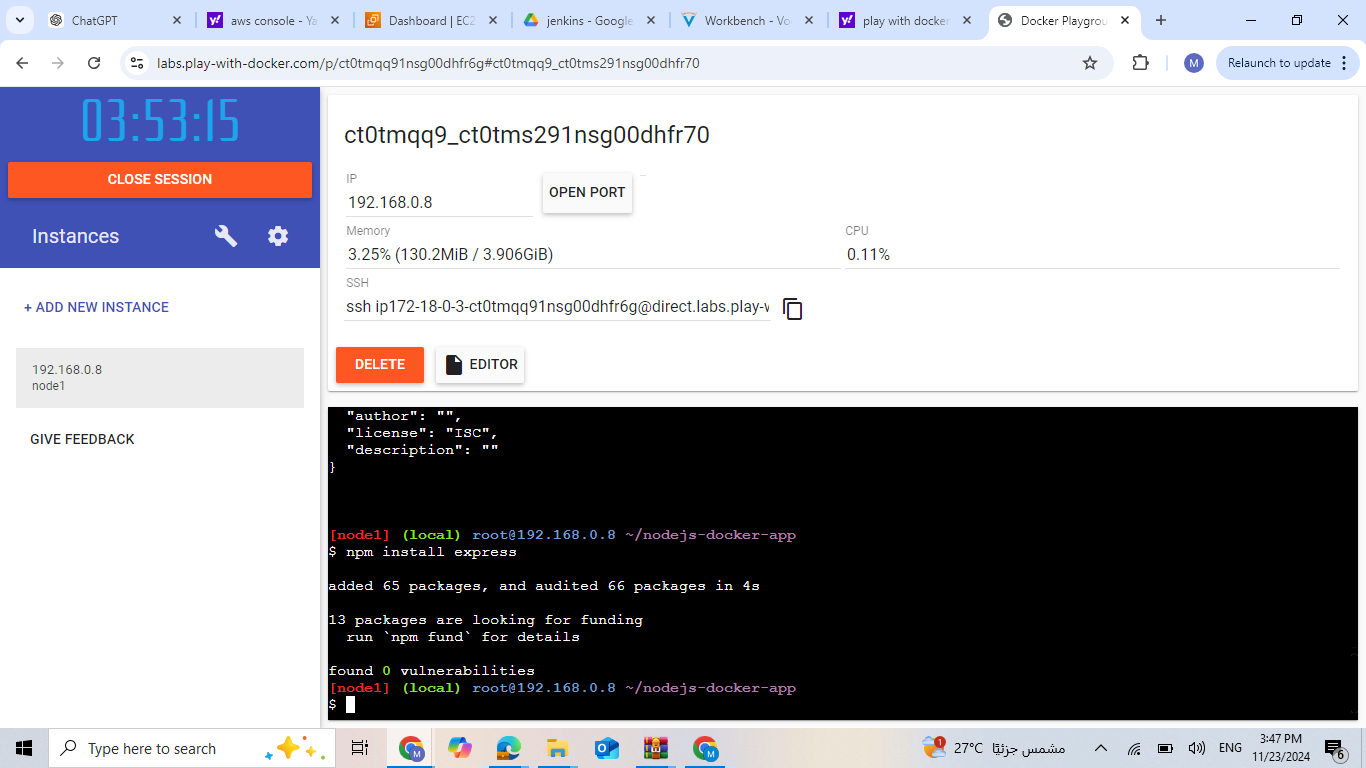 ChatGPT
aws console - Ya
Dashboard | EC2
jenkins - Google
Workbench - Vo
play with docker
Docker Playgrou
labs.play-with-docker.com/p/ct0tmqq91nsg00dhfr6g#ct0tmqq9_ct0tms291nsg00dhfr70
M
Relaunch to update
03:53:15
CLOSE SESSION
Instances
+ ADD NEW INSTANCE
192.168.0.8
node1
GIVE FEEDBACK
ct0tmqq9_ct0tms291nsg00dhfr70
IP
192.168.0.8
OPEN PORT
Memory
3.25% (130.2MiB / 3.906GiB)
CPU
0.11%
SSH
ssh ip172-18-0-3-ct0tmqq91nsg00dhfr6g@direct.labs.play-w
DELETE
EDITOR
"author": "",
"license": "ISC",
"description": ""
}
[node1] (local) root@192.168.0.8 ~/nodejs-docker-app
$ npm install express
added 65 packages, and audited 66 packages in 4s
13 packages are looking for funding
run `npm fund` for details
found 0 vulnerabilities
[node1] (local) root@192.168.0.8 ~/nodejs-docker-app
$
Type here to search
1
27°C مشمس جزئيًا
ENG
3:47 PM
11/23/2024
6